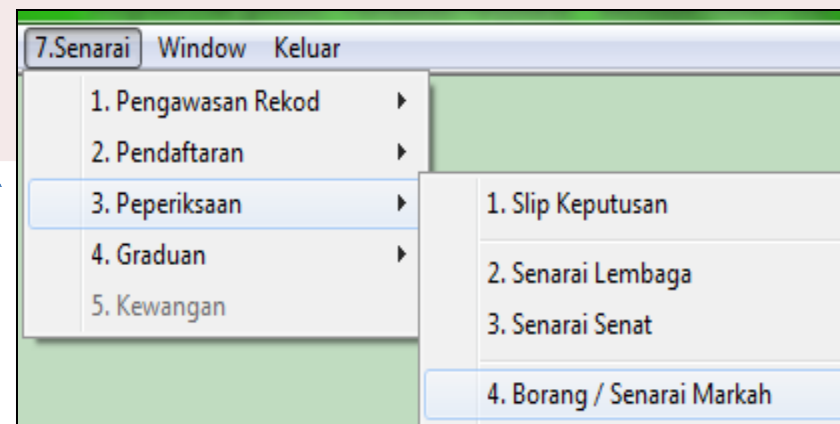 7.Senarai Window Keluar
1. Pengawasan Rekod
2. Pendaftaran
3. Peperiksaan
4. Graduan
5. Kewangan
1. Slip Keputusan
2. Senarai Lembaga
3. Senarai Senat
4. Borang / Senarai Markah